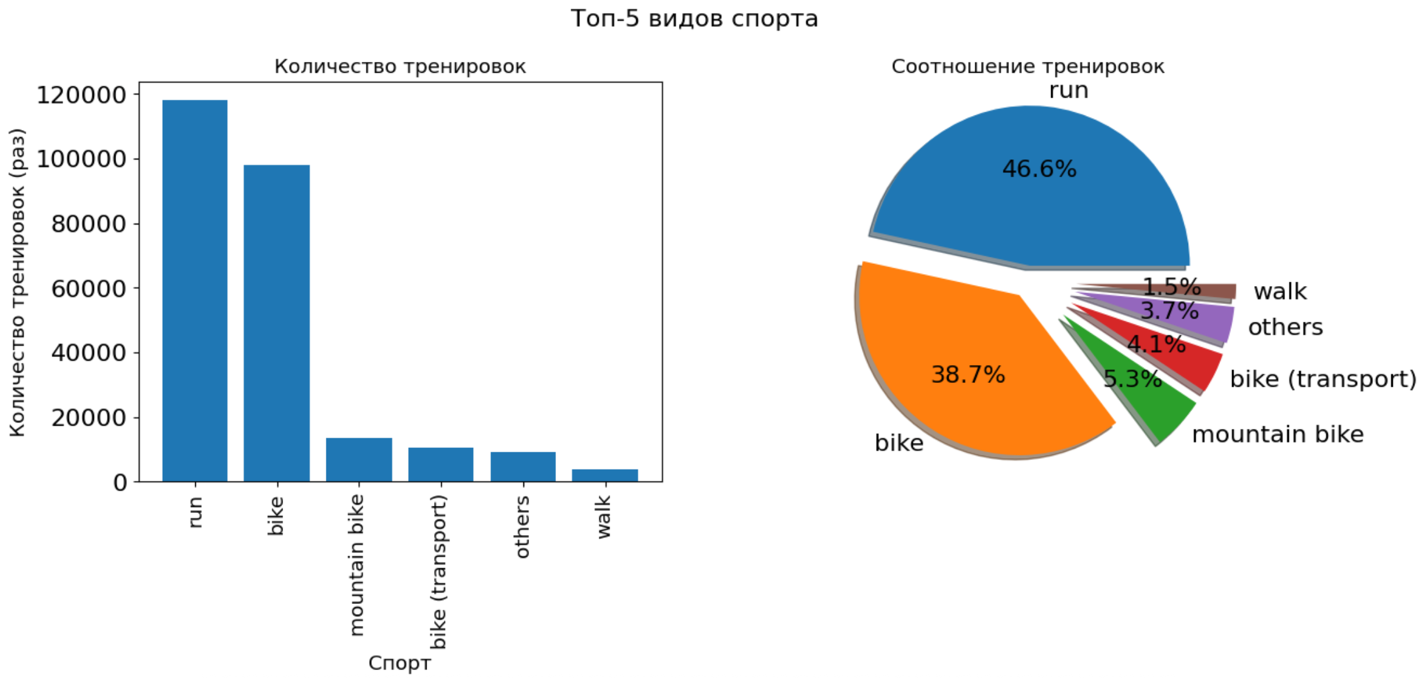 Топ-5 видов спорта
Количество тренировок
Количество тренировок (раз)
120000
100000
80000
60000
40000
20000
0
run
bike
mountain bike
bike (transport)
others
walk
Спорт
Соотношение тренировок
run
46.6%
1.5%
walk
3.7%
others
4.1%
bike (transport)
5.3%
mountain bike
38.7%
bike